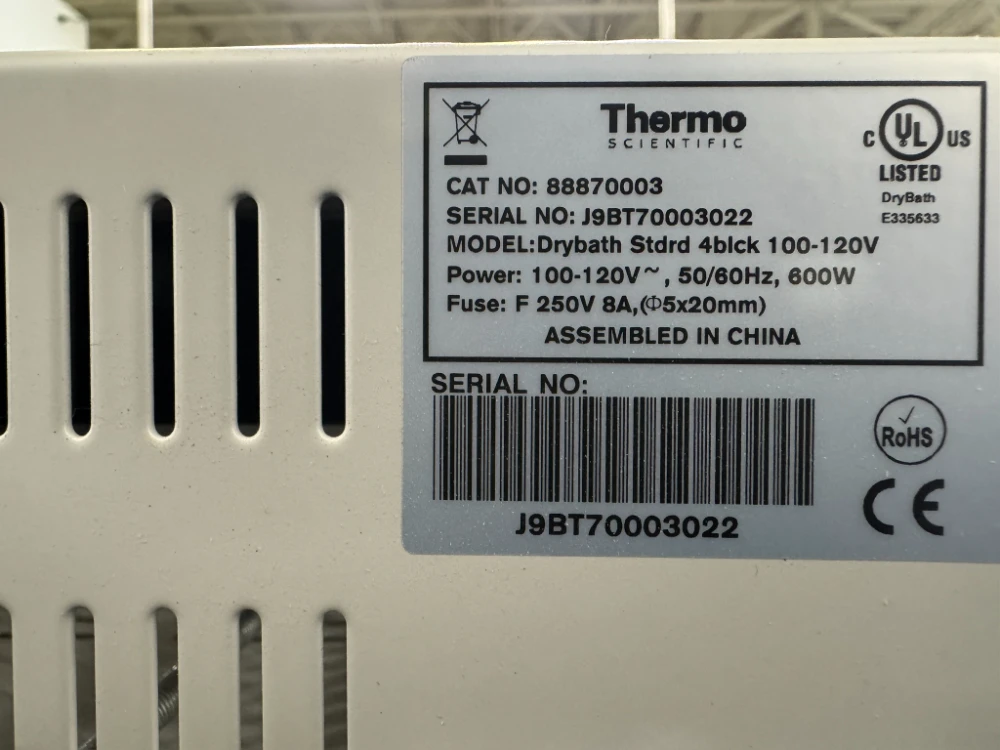 Thermo
SCIENTIFIC
C UL US
LISTED
DryBath
E335633
CAT NO: 88870003
SERIAL NO: J9BT70003022
MODEL:Drybath Stdrd 4blck 100-120V
Power: 100-120V~, 50/60Hz, 600W
Fuse: F 250V 8A,(Φ5x20mm)
ASSEMBLED IN CHINA
SERIAL NO:
J9BT70003022
RoHS
CE